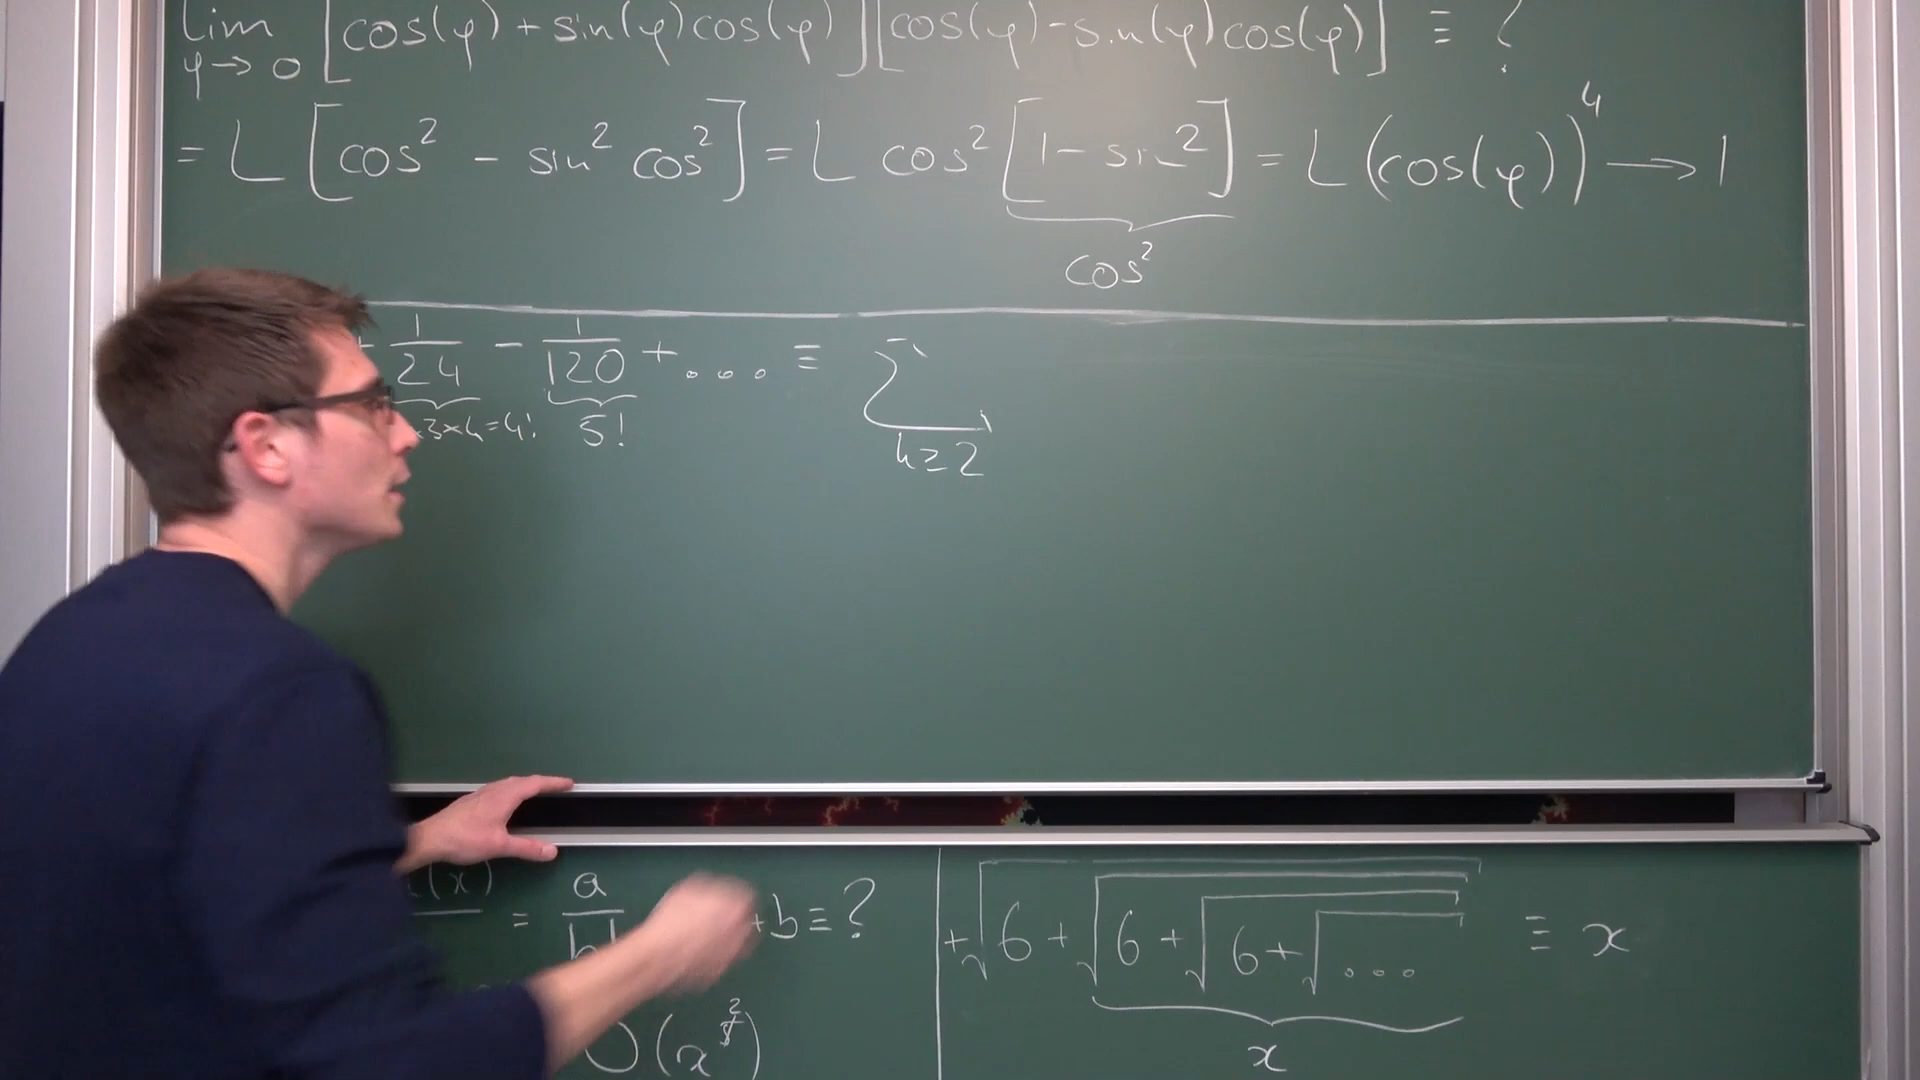 lim φ→0 [cos(φ) + sin(φ)cos(φ)][cos(φ) - sin(φ)cos(φ)] ≡ ?
= L [cos² - sin² cos²] = L cos² [1 - sin²] = L (cos(φ))⁴ → 1
cos²
1/24 - 1/120 + ... ≡ Σ k≥2
×3×4=4! 5!
(x) = a/b! +b ≡ ?
+√(6+√(6+√(6+√(...)))) ≡ x
O(x²)
x